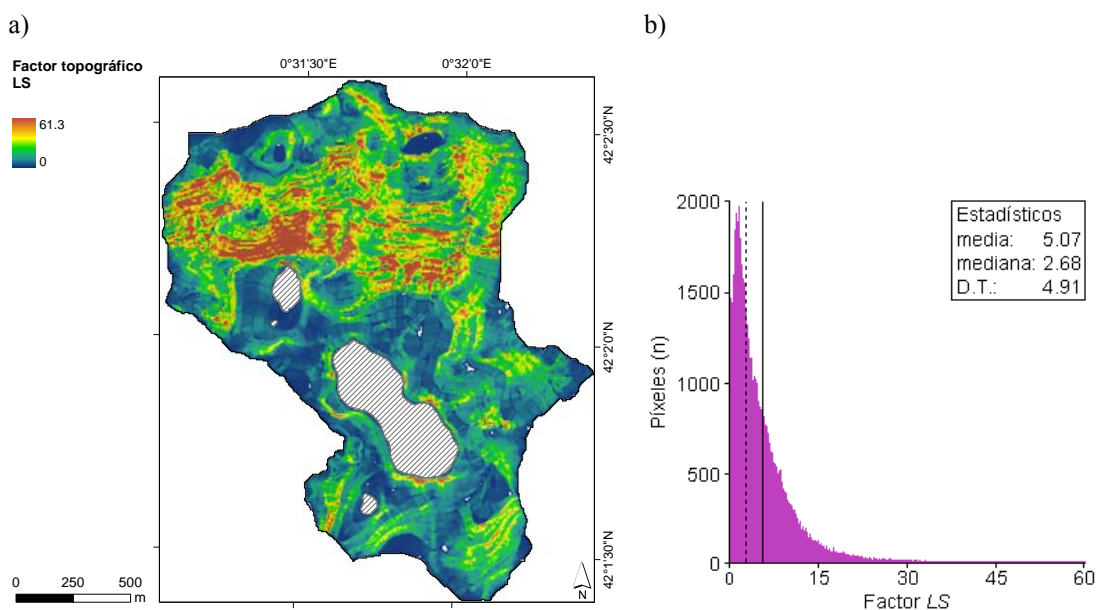 a)
b)
Factor topográfico
LS
61.3
0
0°31'30"E
0°32'0"E
42°2'30"N
42°2'0"N
42°1'30"N
0 250 500
m
N
Estadísticos
media: 5.07
mediana: 2.68
D.T.: 4.91
Píxeles (n)
2000
1500
1000
500
0
0 15 30 45 60
Factor LS